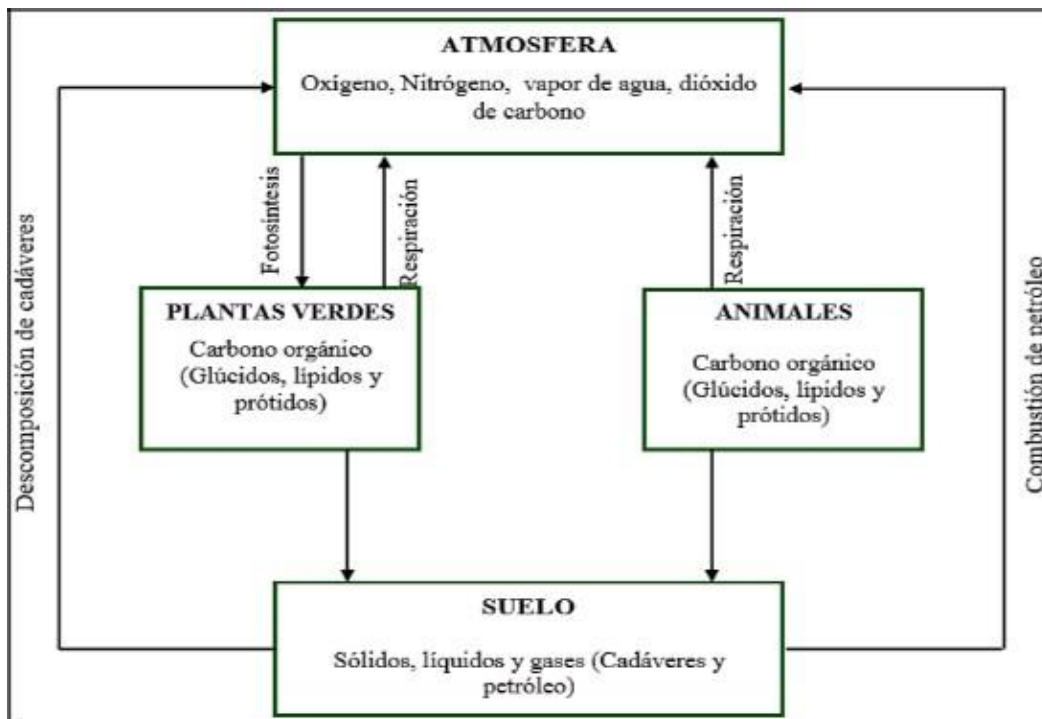 ATMOSFERA
Oxígeno, Nitrógeno, vapor de agua, dióxido
de carbono
Descomposición de cadáveres
Fotosíntesis
Respiración
Respiración
Combustión de petróleo
PLANTAS VERDES
Carbono orgánico
(Glúcidos, lípidos y
prótidos)
ANIMALES
Carbono orgánico
(Glúcidos, lípidos y
prótidos)
SUELO
Sólidos, líquidos y gases (Cadáveres y
petróleo)